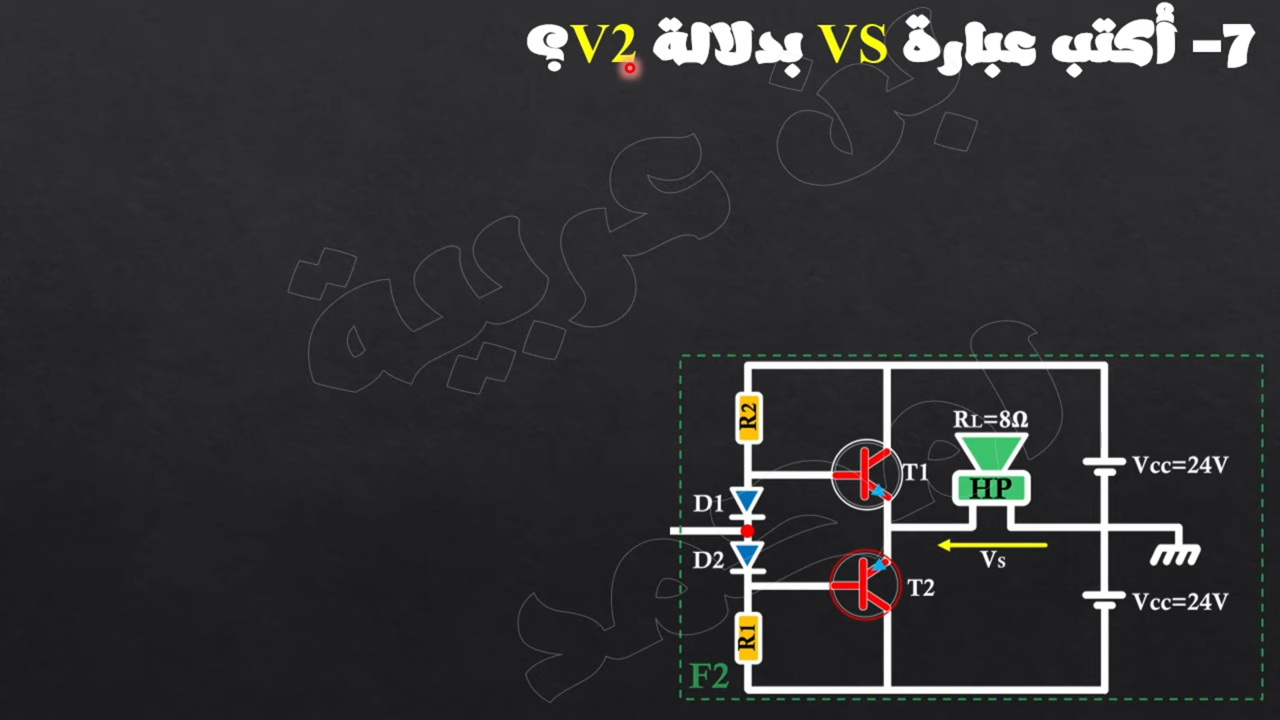 7- أكتب عبارة VS بدلالة V2؟
R2
RL=8Ω
T1
Vcc=24V
HP
D1
Vs
D2
T2
Vcc=24V
R1
F2